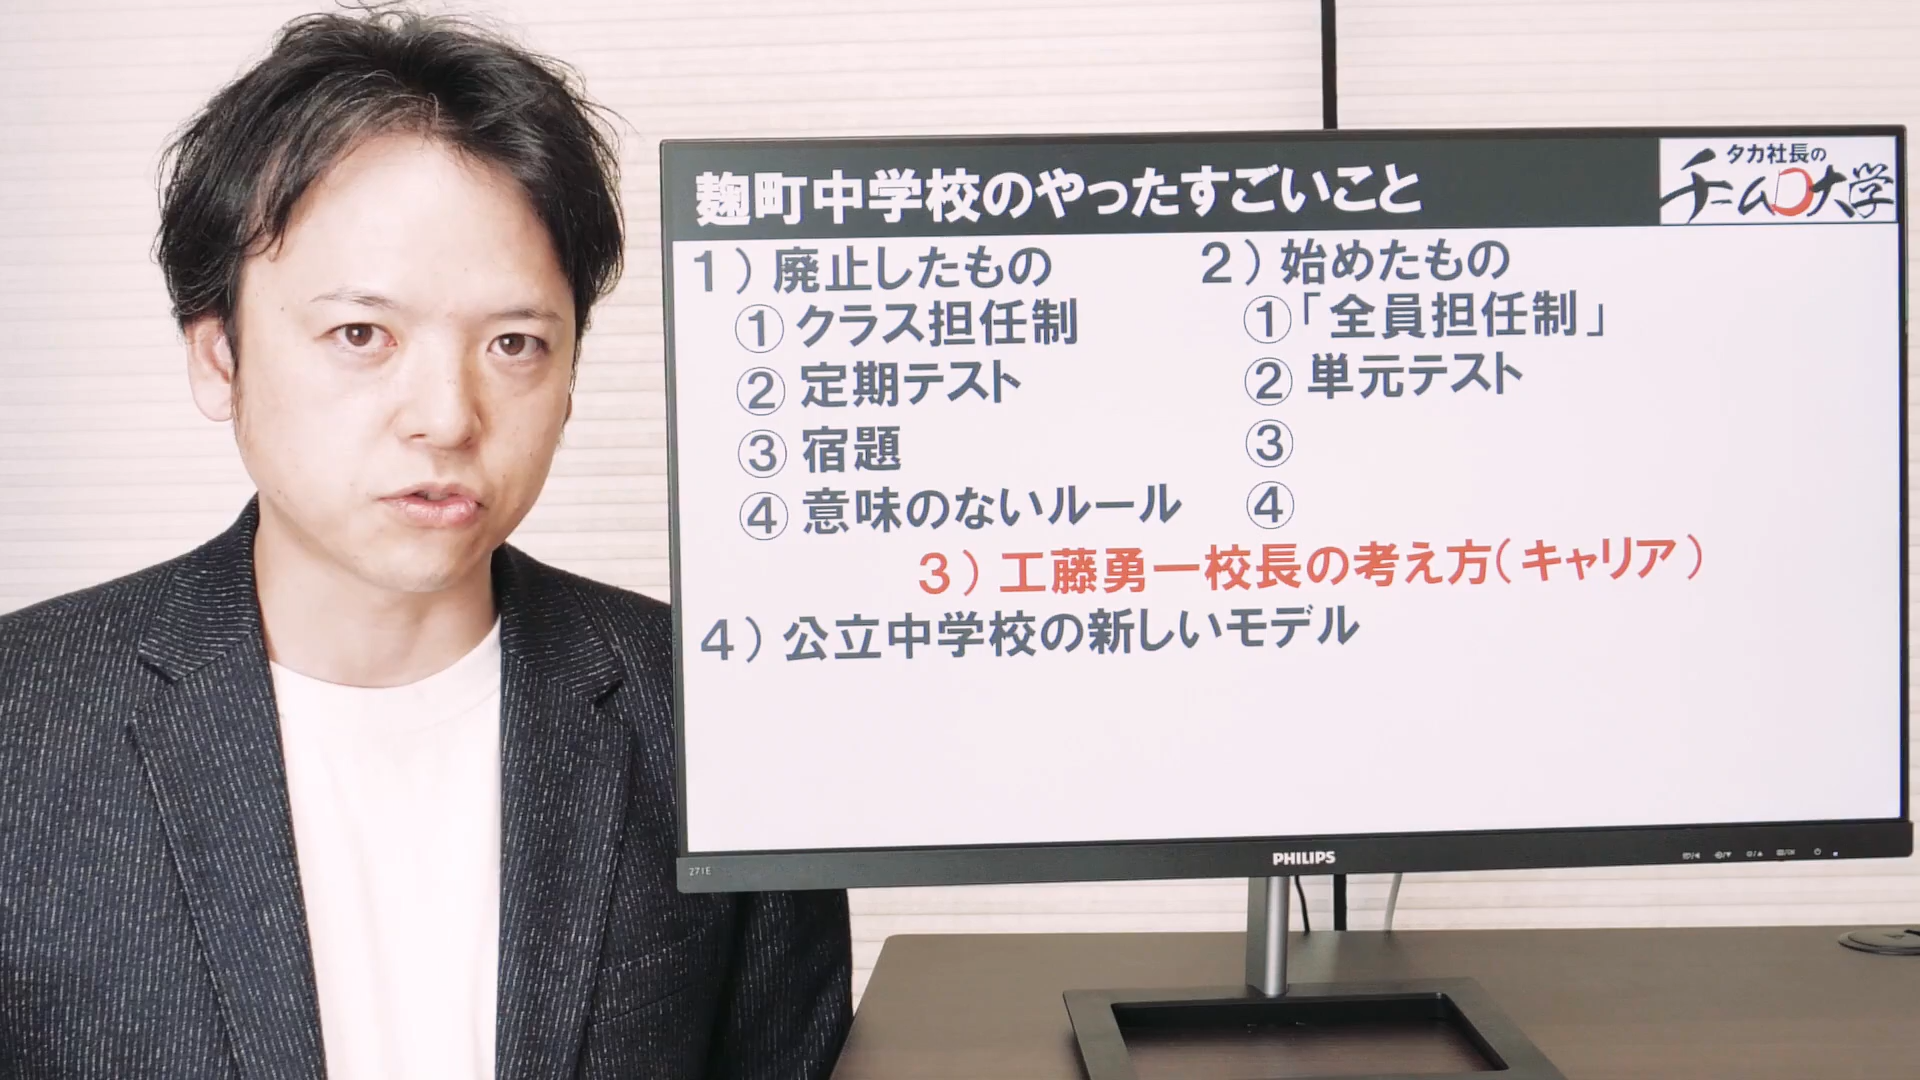 麹町中学校のやったすごいこと
タカ社長の
チームD大学
1）廃止したもの
①クラス担任制
②定期テスト
③宿題
④意味のないルール
2）始めたもの
①「全員担任制」
②単元テスト
③
④
3）工藤勇一校長の考え方（キャリア）
4）公立中学校の新しいモデル
PHILIPS
271E